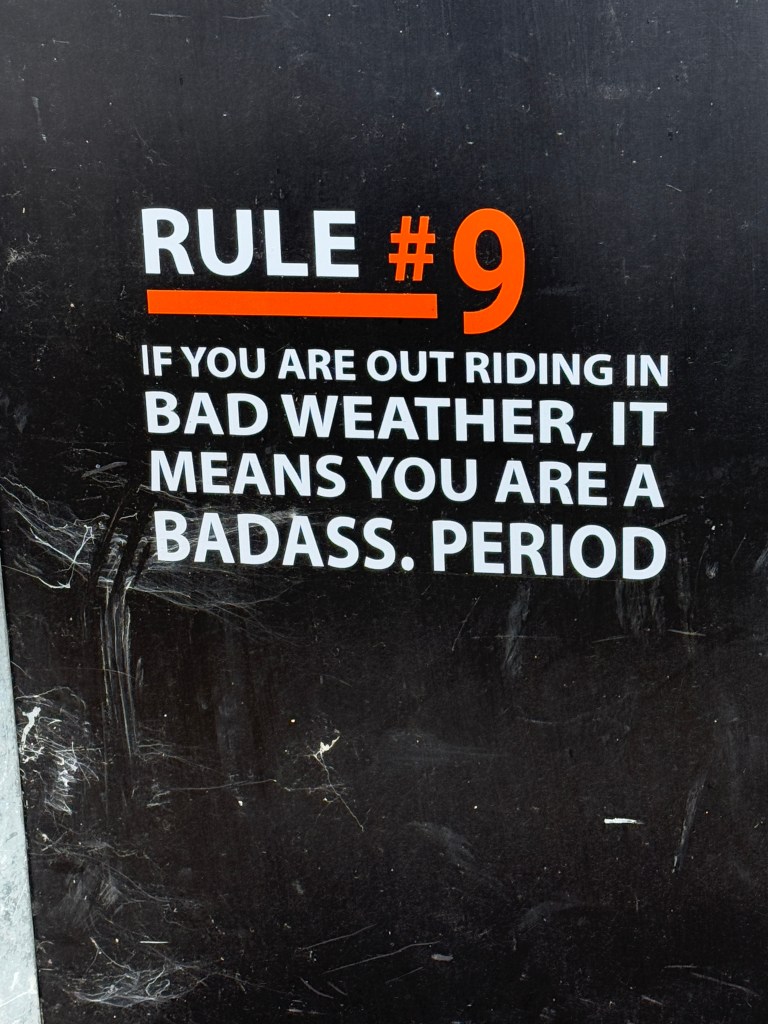 RULE #9
IF YOU ARE OUT RIDING IN
BAD WEATHER, IT
MEANS YOU ARE A
BADASS. PERIOD